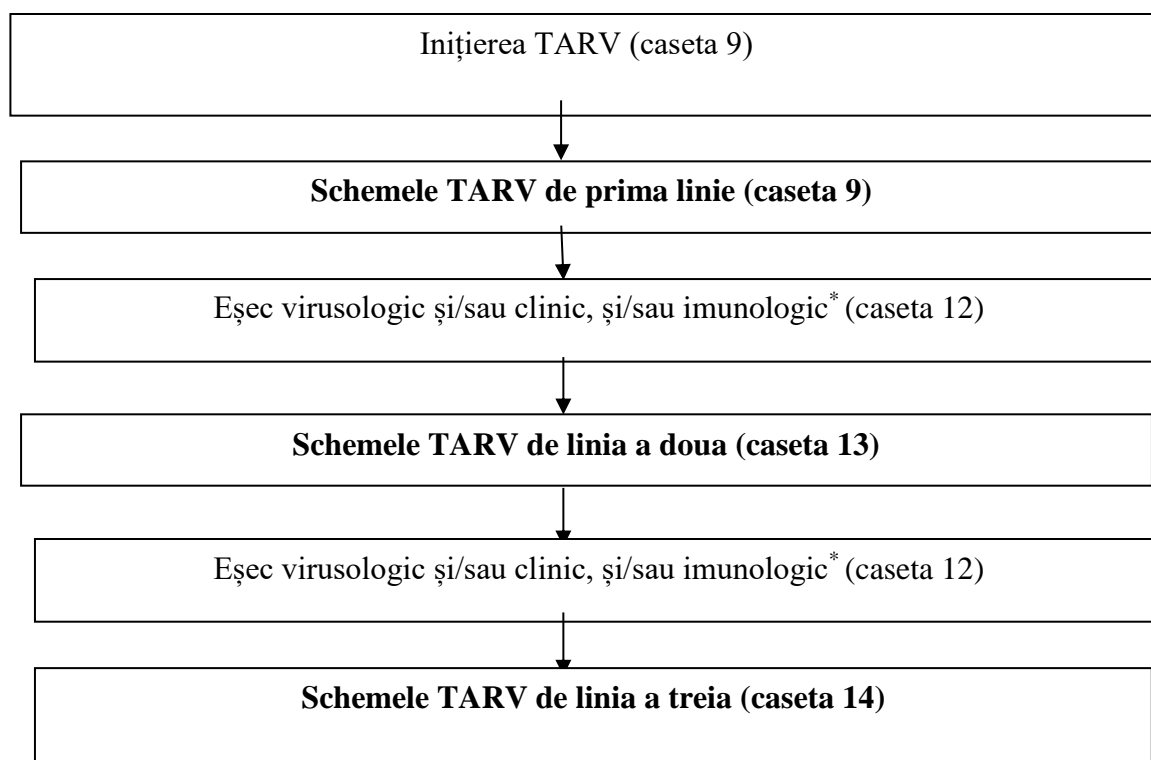 Inițierea TARV (caseta 9)
Schemele TARV de prima linie (caseta 9)
Eșec virusologic și/sau clinic, și/sau imunologic* (caseta 12)
Schemele TARV de linia a doua (caseta 13)
Eșec virusologic și/sau clinic, și/sau imunologic* (caseta 12)
Schemele TARV de linia a treia (caseta 14)